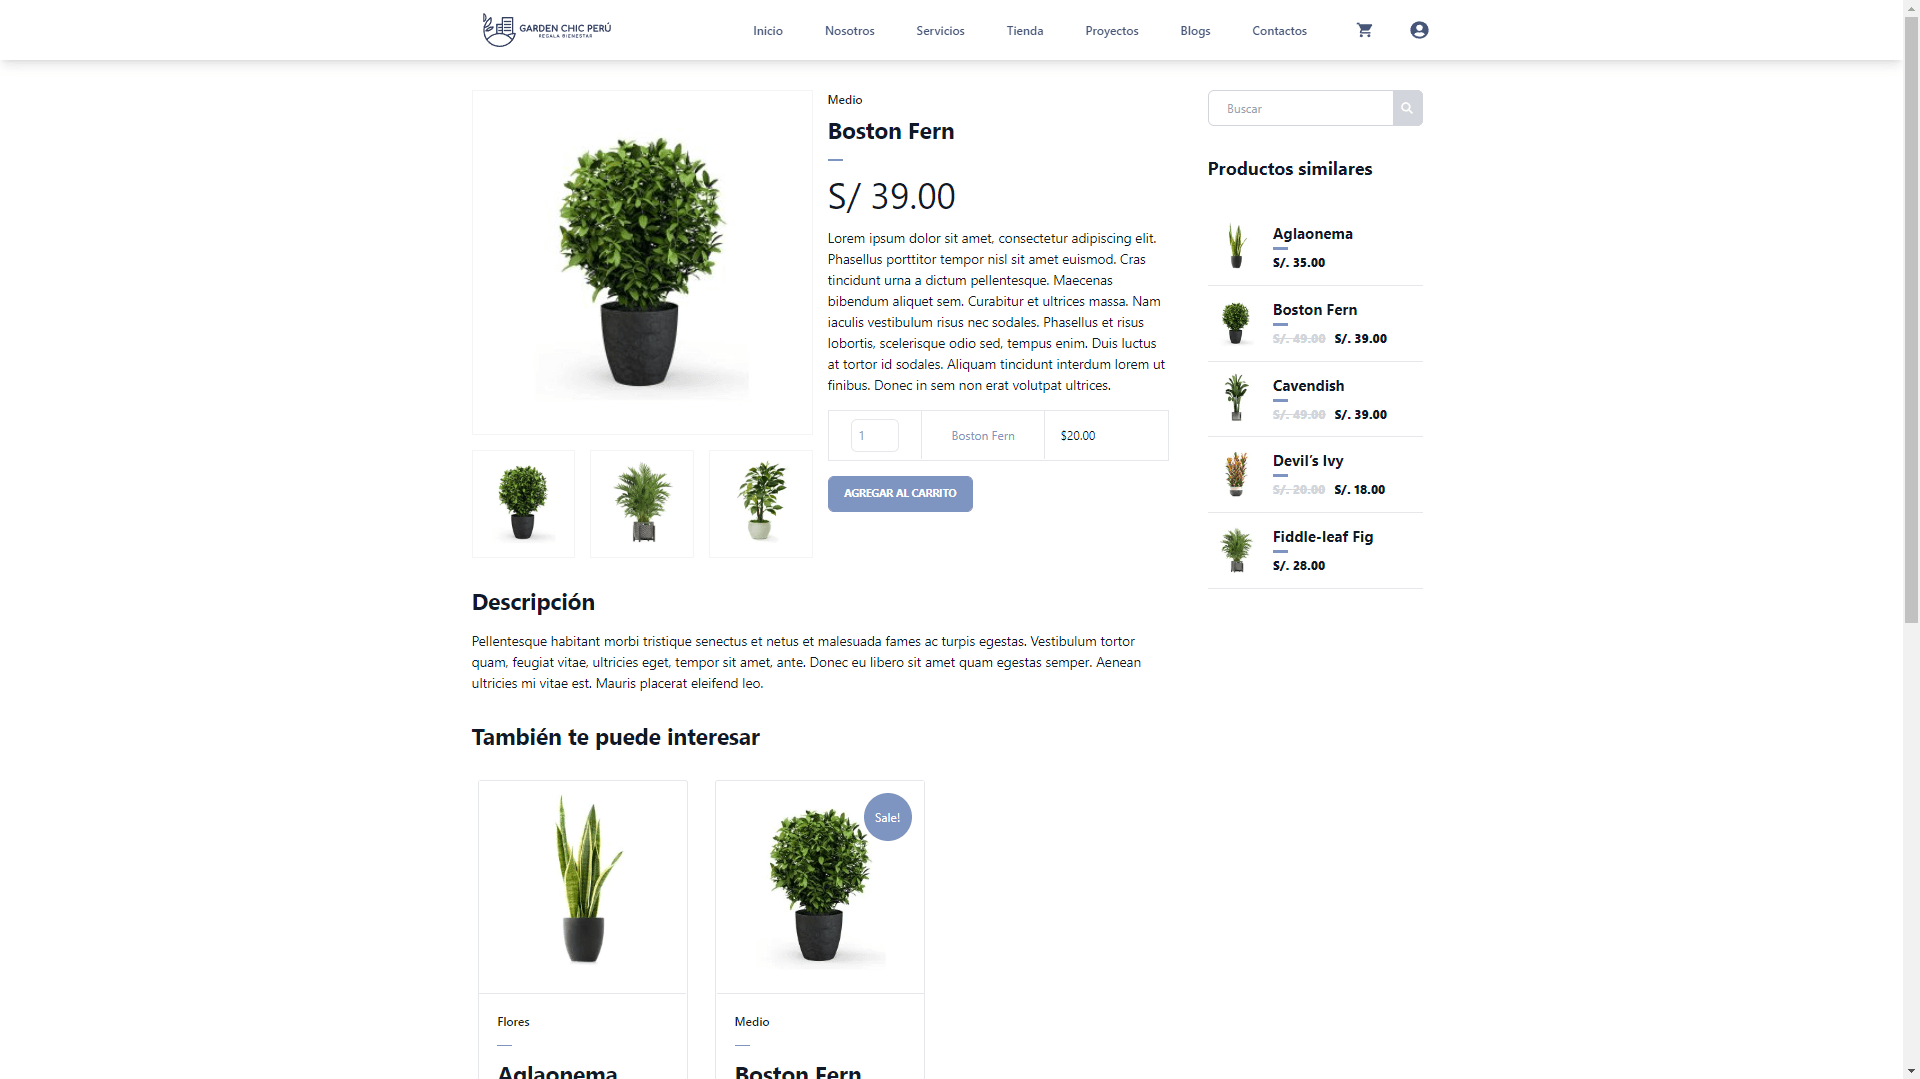 GARDEN CHIC PERÚ
REGALA BIENESTAR
Inicio
Nosotros
Servicios
Tienda
Proyectos
Blogs
Contactos
Medio
Boston Fern
S/ 39.00
Lorem ipsum dolor sit amet, consectetur adipiscing elit.
Phasellus porttitor tempor nisl sit amet euismod. Cras
tincidunt urna a dictum pellentesque. Maecenas
bibendum aliquet sem. Curabitur et ultrices massa. Nam
iaculis vestibulum risus nec sodales. Phasellus et risus
lobortis, scelerisque odio sed, tempus enim. Duis luctus
at tortor id sodales. Aliquam tincidunt interdum lorem ut
finibus. Donec in sem non erat volutpat ultrices.
1
Boston Fern
$20.00
AGREGAR AL CARRITO
Buscar
Productos similares
Aglaonema
S/. 35.00
Boston Fern
S/. 49.00 S/. 39.00
Cavendish
S/. 49.00 S/. 39.00
Devil’s Ivy
S/. 20.00 S/. 18.00
Fiddle-leaf Fig
S/. 28.00
Descripción
Pellentesque habitant morbi tristique senectus et netus et malesuada fames ac turpis egestas. Vestibulum tortor
quam, feugiat vitae, ultricies eget, tempor sit amet, ante. Donec eu libero sit amet quam egestas semper. Aenean
ultricies mi vitae est. Mauris placerat eleifend leo.
También te puede interesar
Flores
Aglaonema
Sale!
Medio
Boston Fern